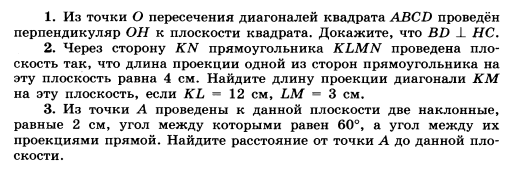 1. Из точки O пересечения диагоналей квадрата ABCD проведён
перпендикуляр OH к плоскости квадрата. Докажите, что BD ⊥ HC.
2. Через сторону KN прямоугольника KLMN проведена пло-
скость так, что длина проекции одной из сторон прямоугольника на
эту плоскость равна 4 см. Найдите длину проекции диагонали KM
на эту плоскость, если KL = 12 см, LM = 3 см.
3. Из точки A проведены к данной плоскости две наклонные,
равные 2 см, угол между которыми равен 60°, а угол между их
проекциями прямой. Найдите расстояние от точки A до данной пло-
скости.